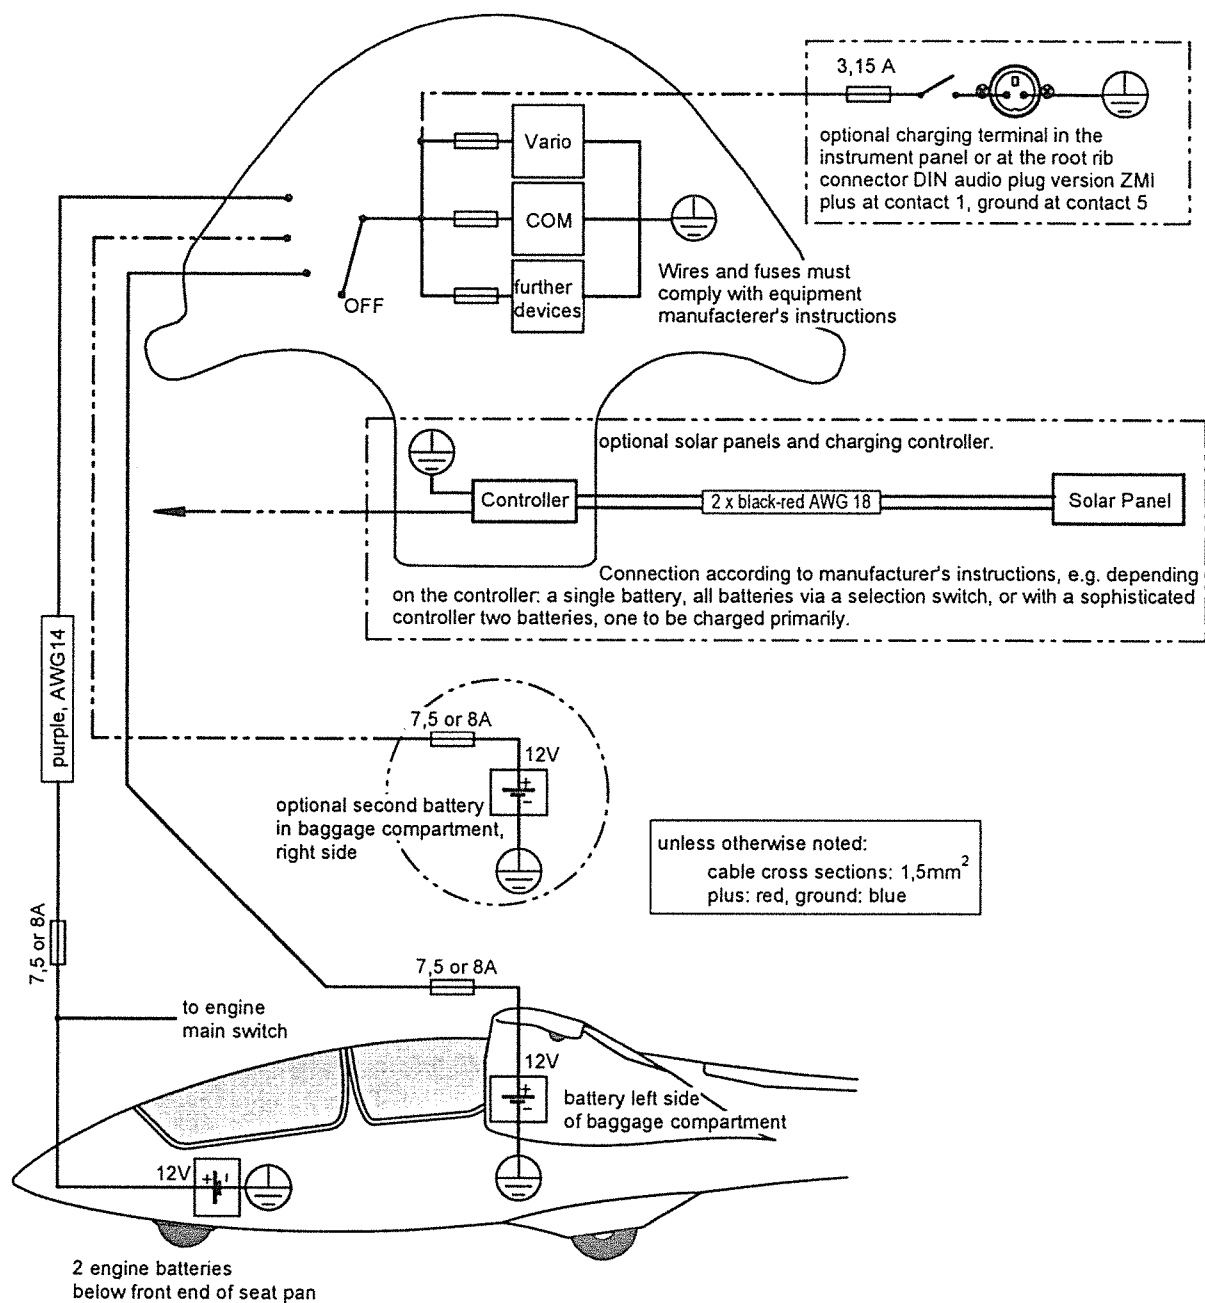 3,15 A
optional charging terminal in the
instrument panel or at the root rib
connector DIN audio plug version ZMI
plus at contact 1, ground at contact 5
Vario
COM
further
devices
OFF
Wires and fuses must
comply with equipment
manufacterer's instructions
optional solar panels and charging controller.
Controller
2 x black-red AWG 18
Solar Panel
Connection according to manufacturer's instructions, e.g. depending
on the controller: a single battery, all batteries via a selection switch, or with a sophisticated
controller two batteries, one to be charged primarily.
purple, AWG14
7,5 or 8A
12V
+
-
optional second battery
in baggage compartment,
right side
unless otherwise noted:
cable cross sections: 1,5mm²
plus: red, ground: blue
7,5 or 8A
7,5 or 8A
to engine
main switch
12V
+
-
battery left side
of baggage compartment
12V
+
-
2 engine batteries
below front end of seat pan